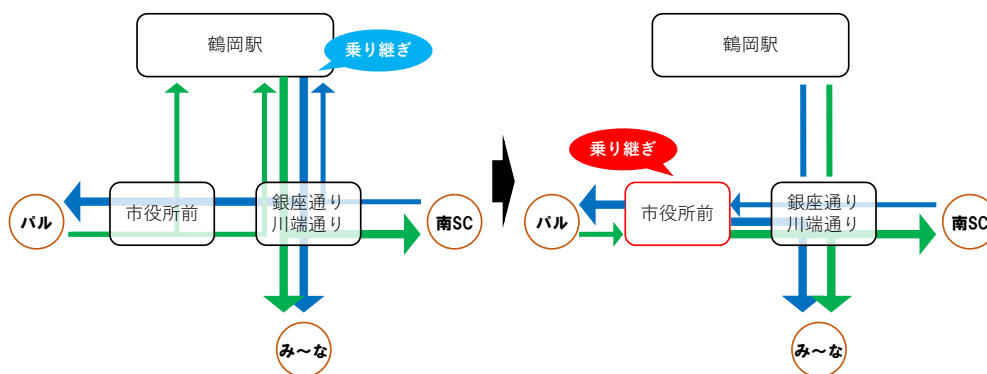 鶴岡駅
乗り継ぎ
パル
市役所前
銀座通り
川端通り
南SC
み～な
鶴岡駅
乗り継ぎ
パル
市役所前
銀座通り
川端通り
南SC
み～な